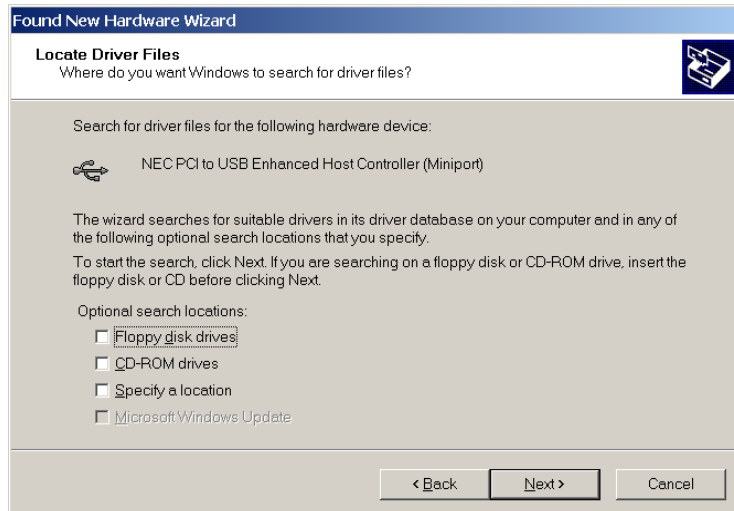 Found New Hardware Wizard
Locate Driver Files
Where do you want Windows to search for driver files?
Search for driver files for the following hardware device:
NEC PCI to USB Enhanced Host Controller (Miniport)
The wizard searches for suitable drivers in its driver database on your computer and in any of
the following optional search locations that you specify.
To start the search, click Next. If you are searching on a floppy disk or CD-ROM drive, insert the
floppy disk or CD before clicking Next.
Optional search locations:
Floppy disk drives
CD-ROM drives
Specify a location
Microsoft Windows Update
< Back Next > Cancel